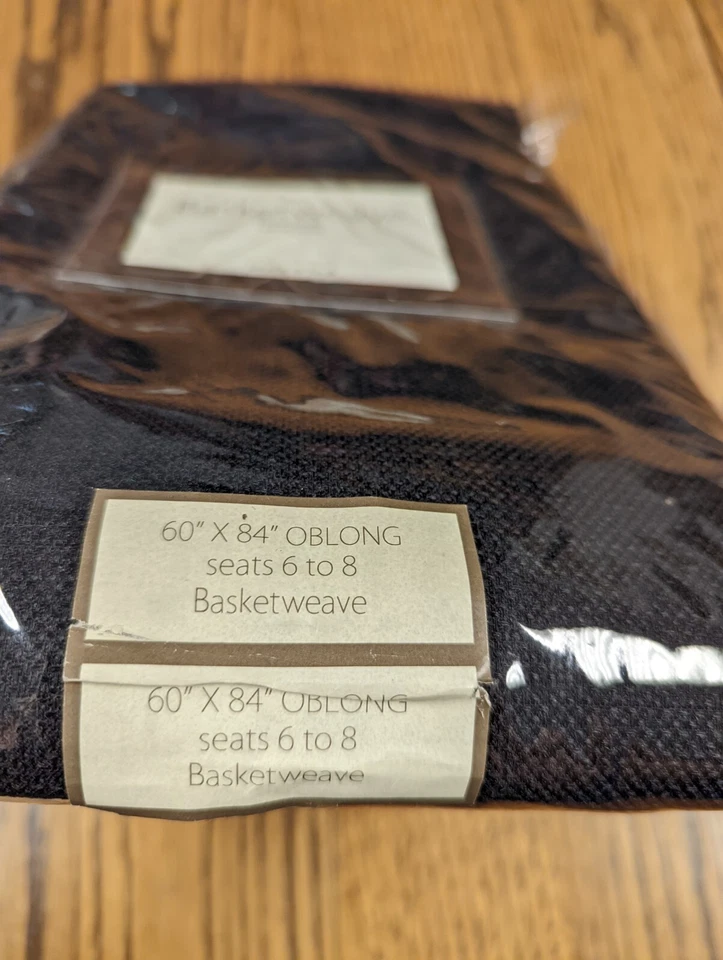 60" X 84" OBLONG
seats 6 to 8
Basketweave
60" X 84" OBLONG
seats 6 to 8
Basketweave